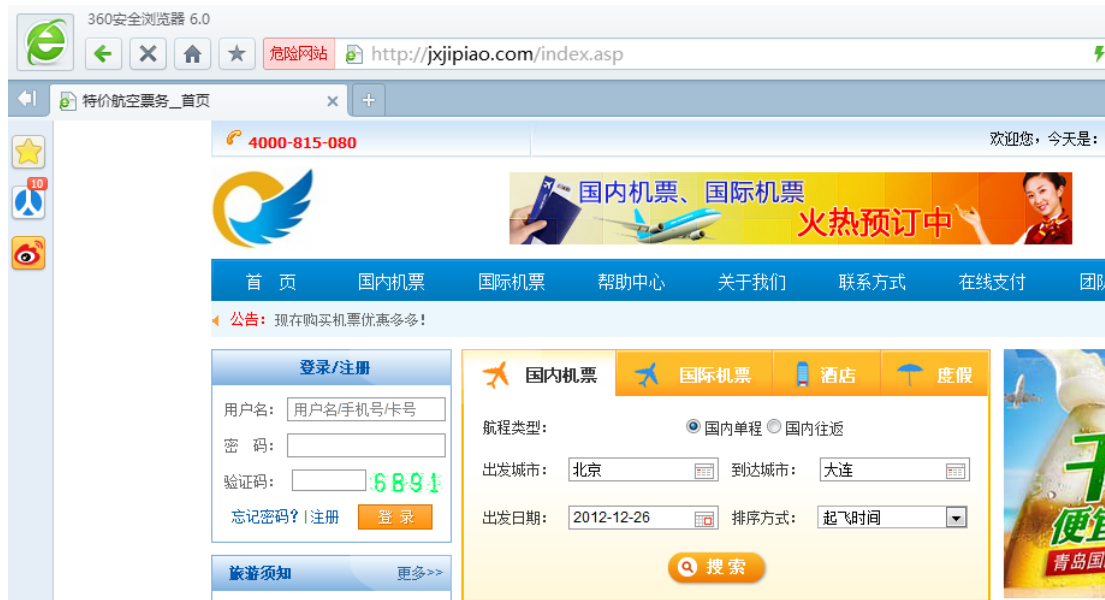 360安全浏览器 6.0
危险网站 http://jxjipiao.com/index.asp
特价航空票务__首页
4000-815-080 欢迎您，今天是：
10
国内机票、国际机票
火热预订中
首 页 国内机票 国际机票 帮助中心 关于我们 联系方式 在线支付 团队
公告：现在购买机票优惠多多！
登录/注册
用户名： 用户名/手机号/卡号
密 码：
验证码： 6B91
忘记密码? | 注册 登 录
旅游须知 更多>>
国内机票 国际机票 酒店 度假
航程类型： 国内单程 国内往返
出发城市： 北京 到达城市： 大连
出发日期： 2012-12-26 排序方式： 起飞时间
搜 索
便宜
青岛国